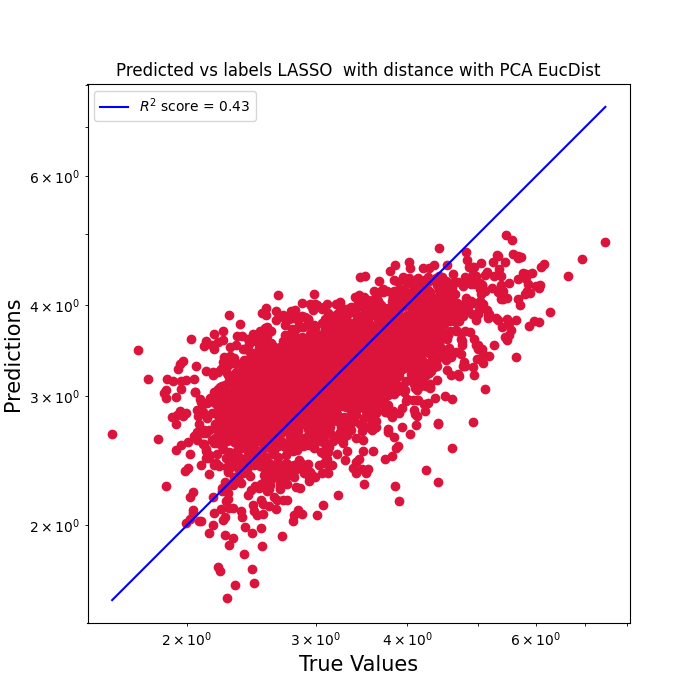 Predicted vs labels LASSO  with distance with PCA EucDist
R² score = 0.43
6 × 10⁰
4 × 10⁰
3 × 10⁰
2 × 10⁰
Predictions
2 × 10⁰ 3 × 10⁰ 4 × 10⁰ 6 × 10⁰
True Values